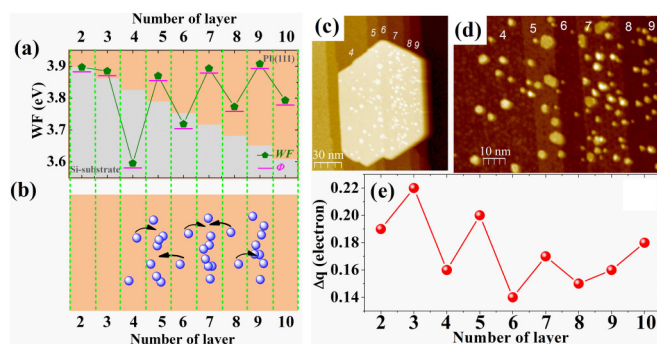 Number of layer
2 3 4 5 6 7 8 9 10
(a)
3.9
3.8
3.7
3.6
WF (eV)
Pb(111)
Si-substrate
WF
Φ
(b)
2 3 4 5 6 7 8 9 10
Number of layer
(c)
4 5 6 7 8 9
30 nm
(d)
4 5 6 7 8 9
10 nm
(e)
0.22
0.20
0.18
0.16
0.14
Δq (electron)
2 3 4 5 6 7 8 9 10
Number of layer